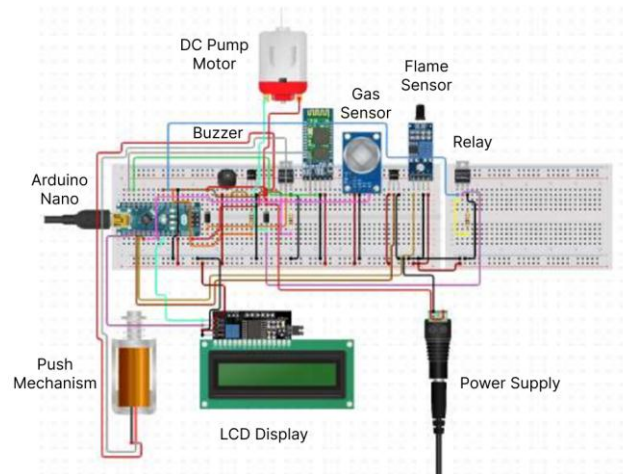 DC Pump
Motor
Flame
Sensor
Gas
Sensor
Buzzer
Relay
Arduino
Nano
Push
Mechanism
Power Supply
LCD Display